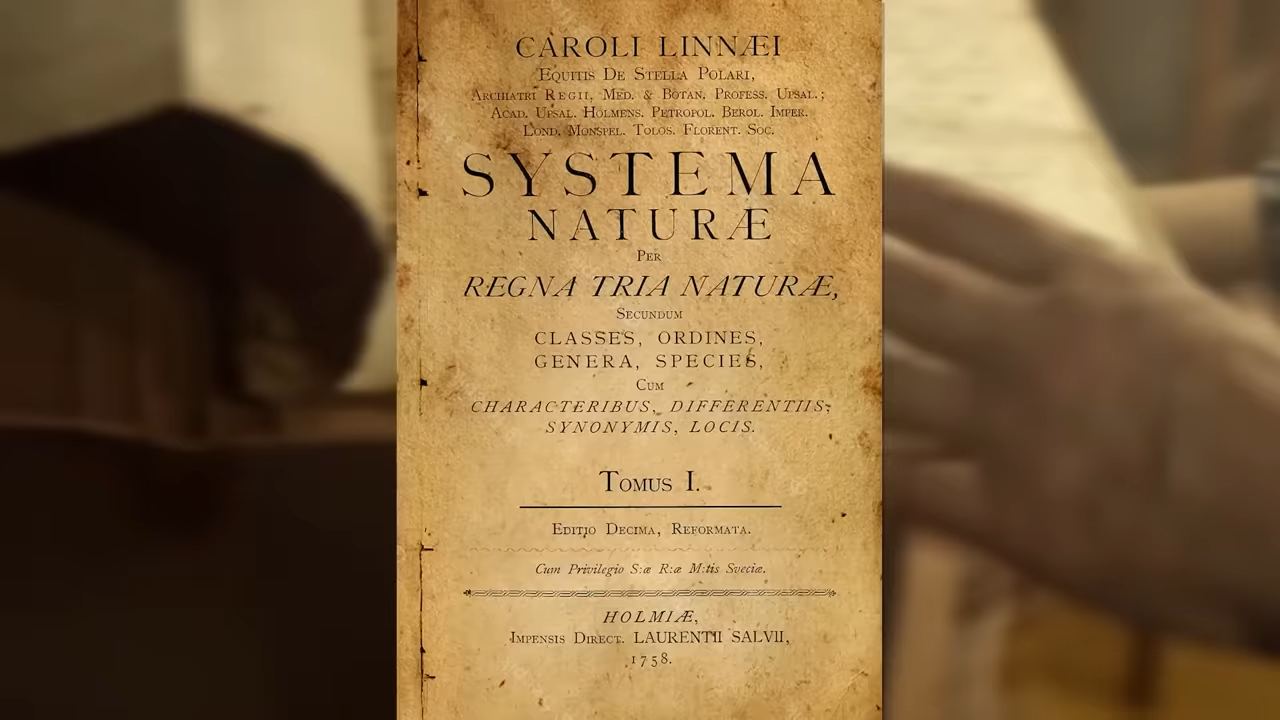 CAROLI LINNÆI
EQUITIS DE STELLA POLARI,
ARCHIATRI REGII, MED. & BOTAN. PROFESS. UPSAL.;
ACAD. UPSAL. HOLMENS. PETROPOL. BEROL. IMPER.
LOND. MONSPEL. TOLOS. FLORENT. SOC.
SYSTEMA
NATURÆ
PER
REGNA TRIA NATURÆ,
SECUNDUM
CLASSES, ORDINES,
GENERA, SPECIES,
CUM
CHARACTERIBUS, DIFFERENTIIS,
SYNONYMIS, LOCIS.
TOMUS I.
EDITIO DECIMA, REFORMATA.
Cum Privilegio S:æ R:æ M:tis Sveciæ.
HOLMIÆ,
IMPENSIS DIRECT. LAURENTII SALVII,
1758.